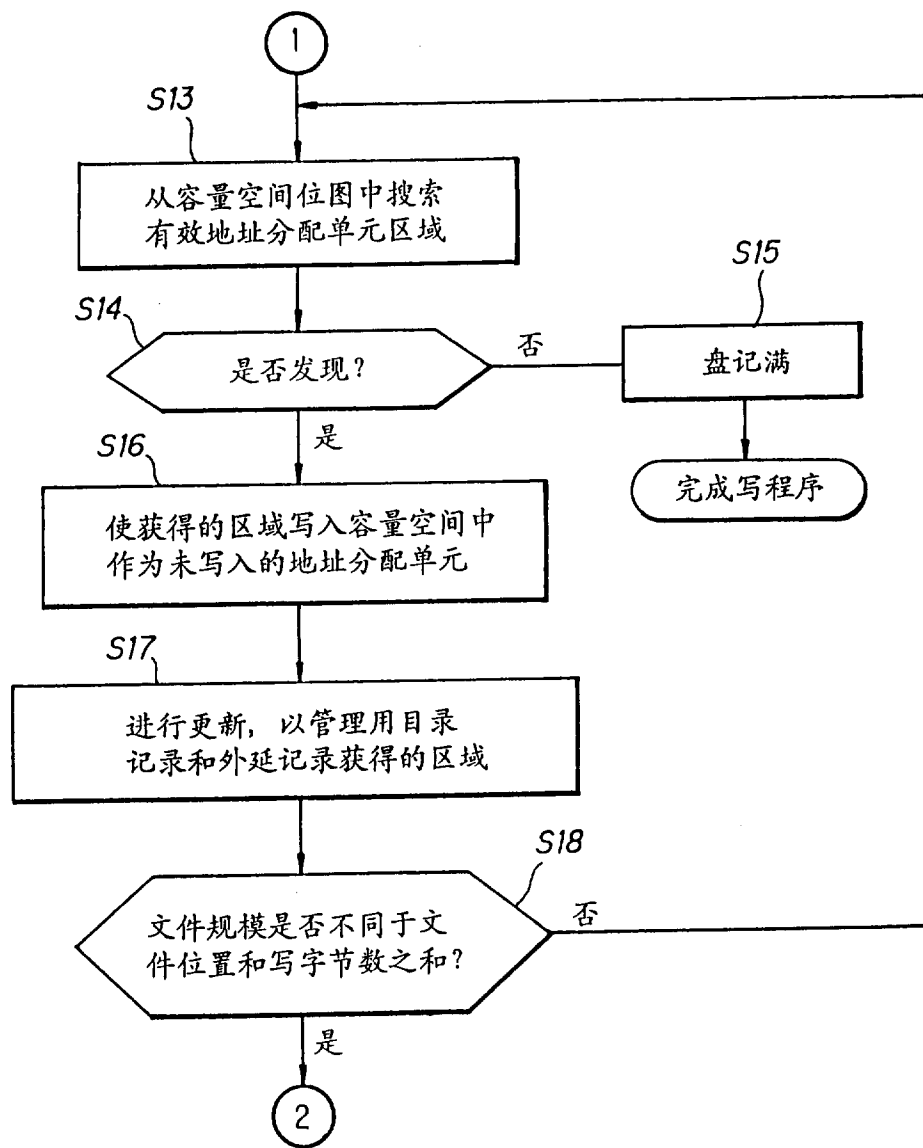 1
S13
从容量空间位图中搜索
有效地址分配单元区域
S14
是否发现？
否
S15
盘记满
完成写程序
是
S16
使获得的区域写入容量空间中
作为未写入的地址分配单元
S17
进行更新，以管理用目录
记录和外延记录获得的区域
S18
文件规模是否不同于文
件位置和写字节数之和？
否
是
2